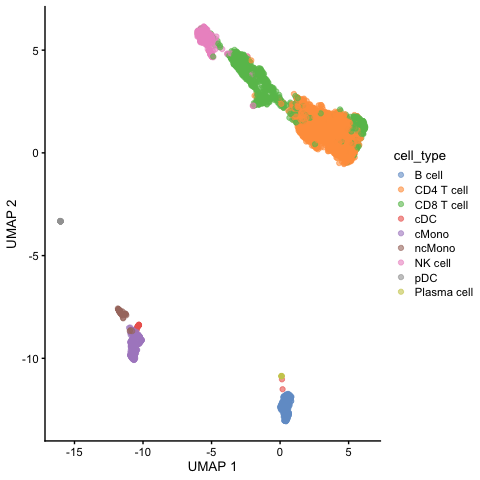 5
0
-5
-10
UMAP 2
-15
-10
-5
0
5
UMAP 1
cell_type
B cell
CD4 T cell
CD8 T cell
cDC
cMono
ncMono
NK cell
pDC
Plasma cell